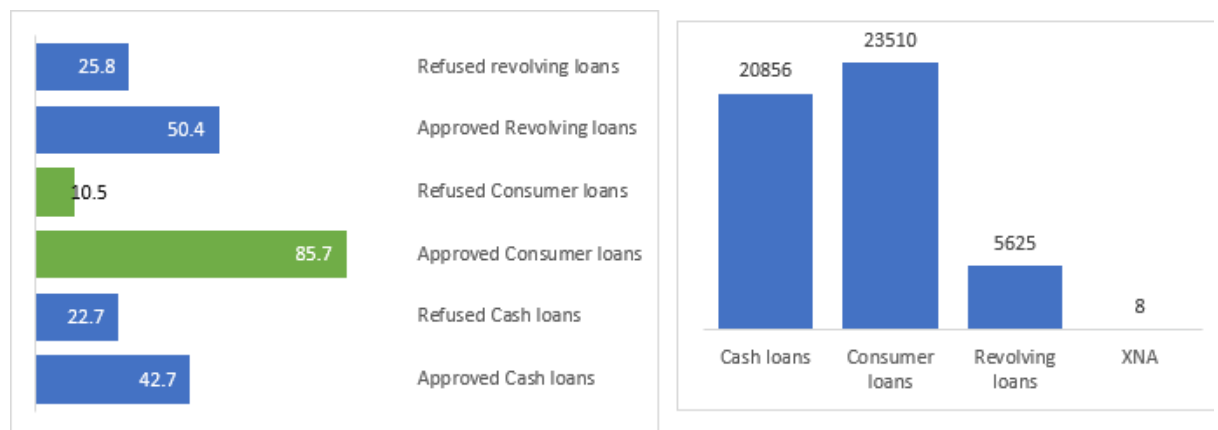 25.8 Refused revolving loans
50.4 Approved Revolving loans
10.5 Refused Consumer loans
85.7 Approved Consumer loans
22.7 Refused Cash loans
42.7 Approved Cash loans
23510
20856
5625
8
Cash loans
Consumer
loans
Revolving
loans
XNA